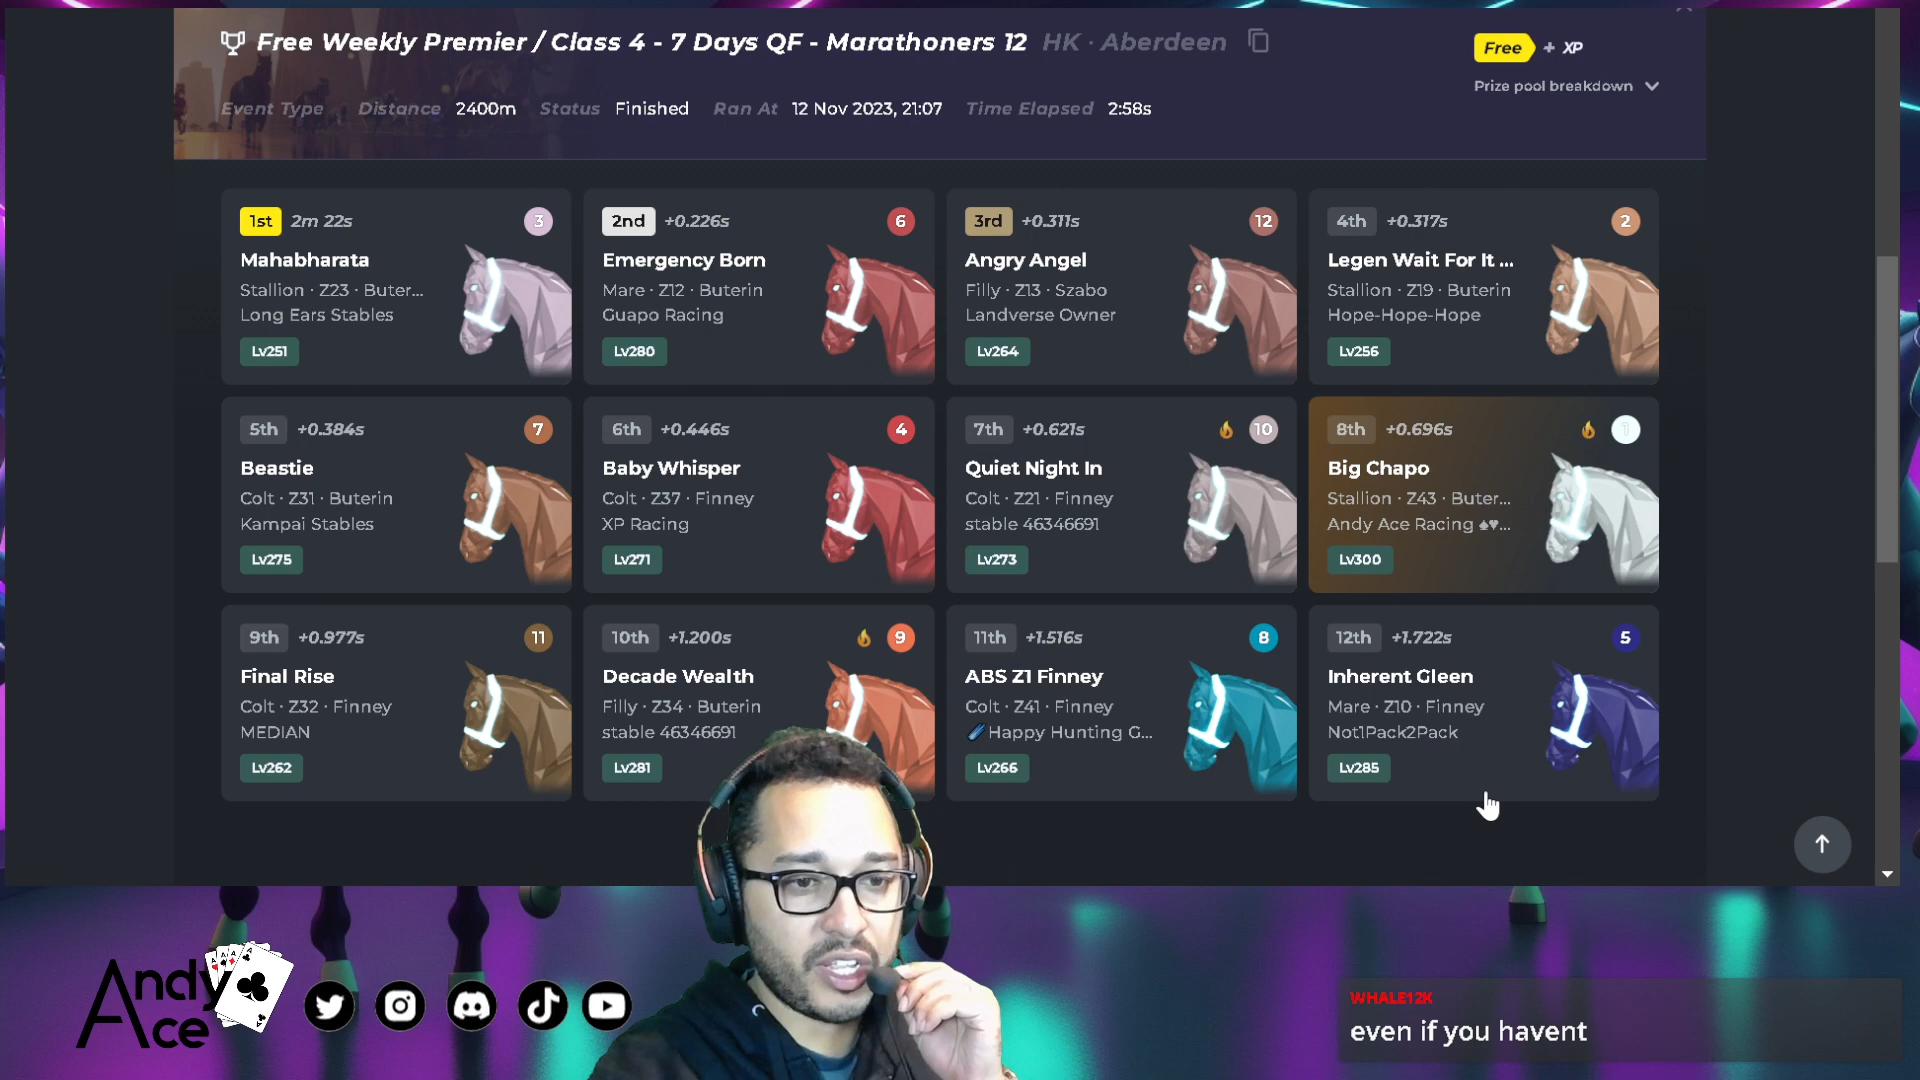 Free Weekly Premier / Class 4 - 7 Days QF - Marathoners 12 HK · Aberdeen
Free + XP
Prize pool breakdown
Event Type Distance 2400m Status Finished Ran At 12 Nov 2023, 21:07 Time Elapsed 2:58s
1st 2m 22s 3
Mahabharata
Stallion · Z23 · Buter...
Long Ears Stables
Lv251
2nd +0.226s 6
Emergency Born
Mare · Z12 · Buterin
Guapo Racing
Lv280
3rd +0.311s 12
Angry Angel
Filly · Z13 · Szabo
Landverse Owner
Lv264
4th +0.317s 2
Legen Wait For It ...
Stallion · Z19 · Buterin
Hope-Hope-Hope
Lv256
5th +0.384s 7
Beastie
Colt · Z31 · Buterin
Kampai Stables
Lv275
6th +0.446s 4
Baby Whisper
Colt · Z37 · Finney
XP Racing
Lv271
7th +0.621s 10
Quiet Night In
Colt · Z21 · Finney
stable 46346691
Lv273
8th +0.696s 1
Big Chapo
Stallion · Z43 · Buter...
Andy Ace Racing ♠♥...
Lv300
9th +0.977s 11
Final Rise
Colt · Z32 · Finney
MEDIAN
Lv262
10th +1.200s 9
Decade Wealth
Filly · Z34 · Buterin
stable 46346691
Lv281
11th +1.516s 8
ABS Z1 Finney
Colt · Z41 · Finney
Happy Hunting G...
Lv266
12th +1.722s 5
Inherent Gleen
Mare · Z10 · Finney
Not1Pack2Pack
Lv285
Andy
Ace
A A A A
WHALE12K
even if you havent